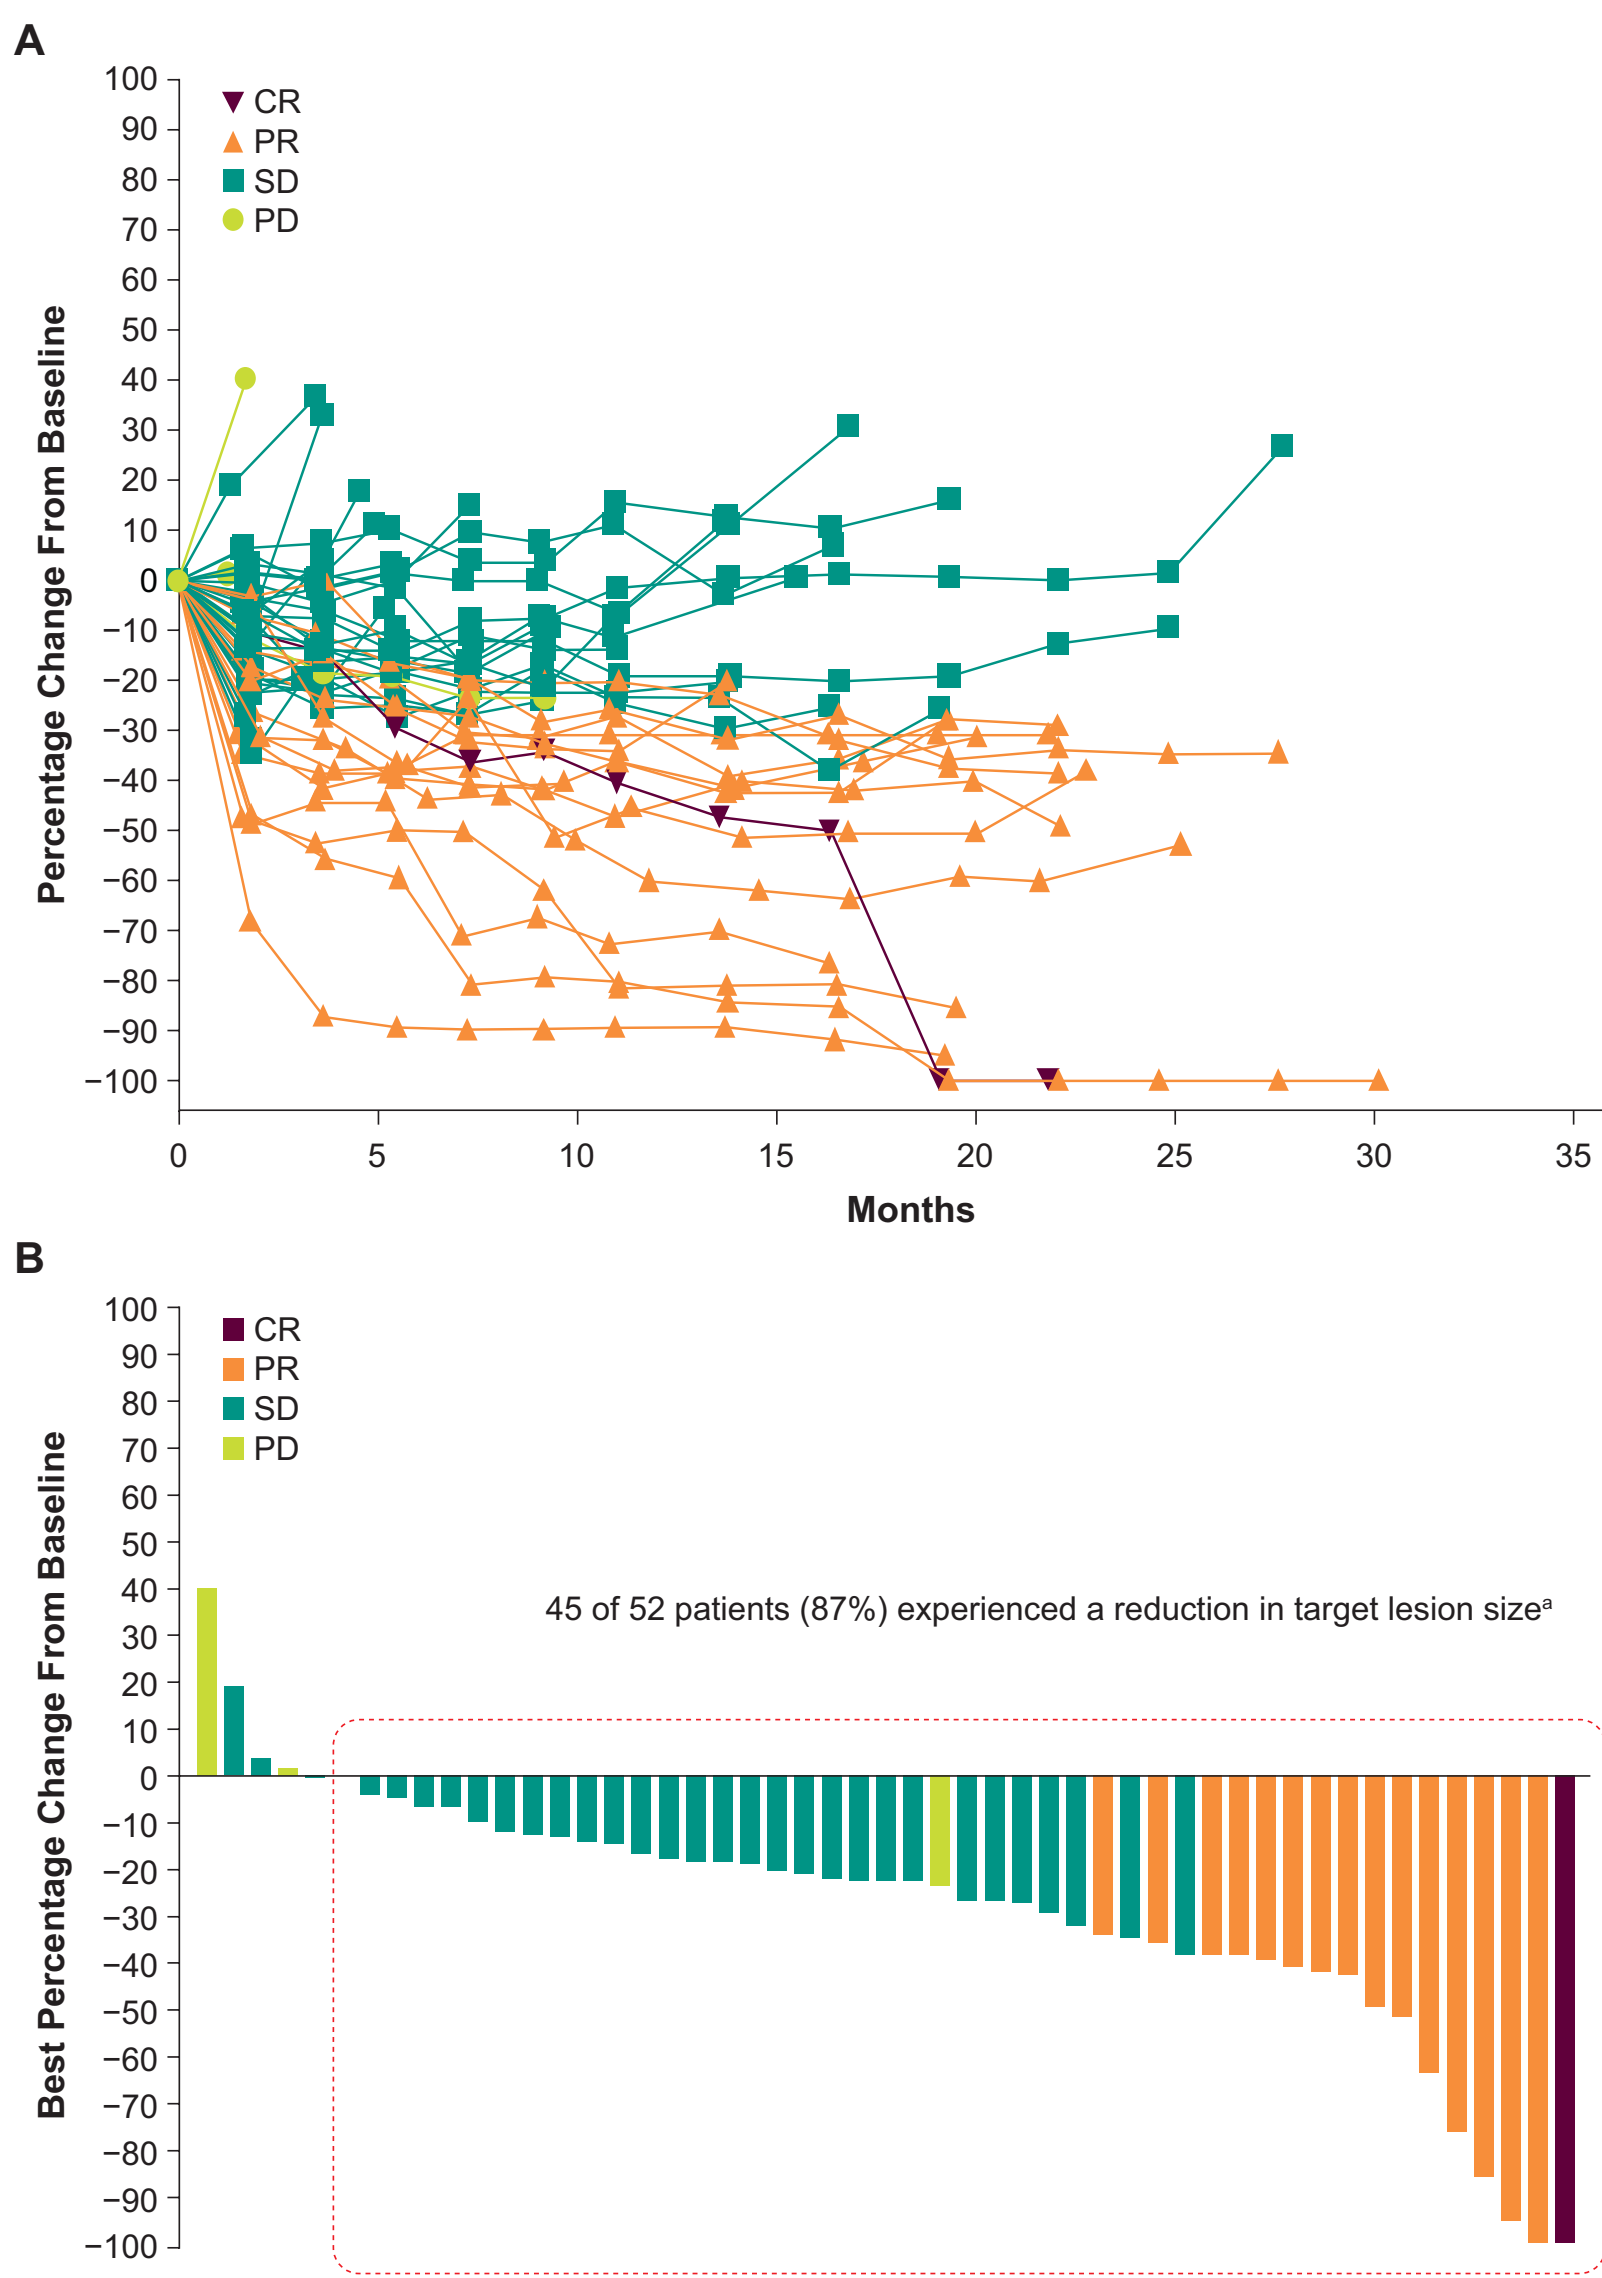 A
100
90
80
70
60
50
40
30
20
10
0
−10
−20
−30
−40
−50
−60
−70
−80
−90
−100
Percentage Change From Baseline
CR
PR
SD
PD
0 5 10 15 20 25 30 35
Months
B
100
90
80
70
60
50
40
30
20
10
0
−10
−20
−30
−40
−50
−60
−70
−80
−90
−100
Best Percentage Change From Baseline
CR
PR
SD
PD
45 of 52 patients (87%) experienced a reduction in target lesion sizeª